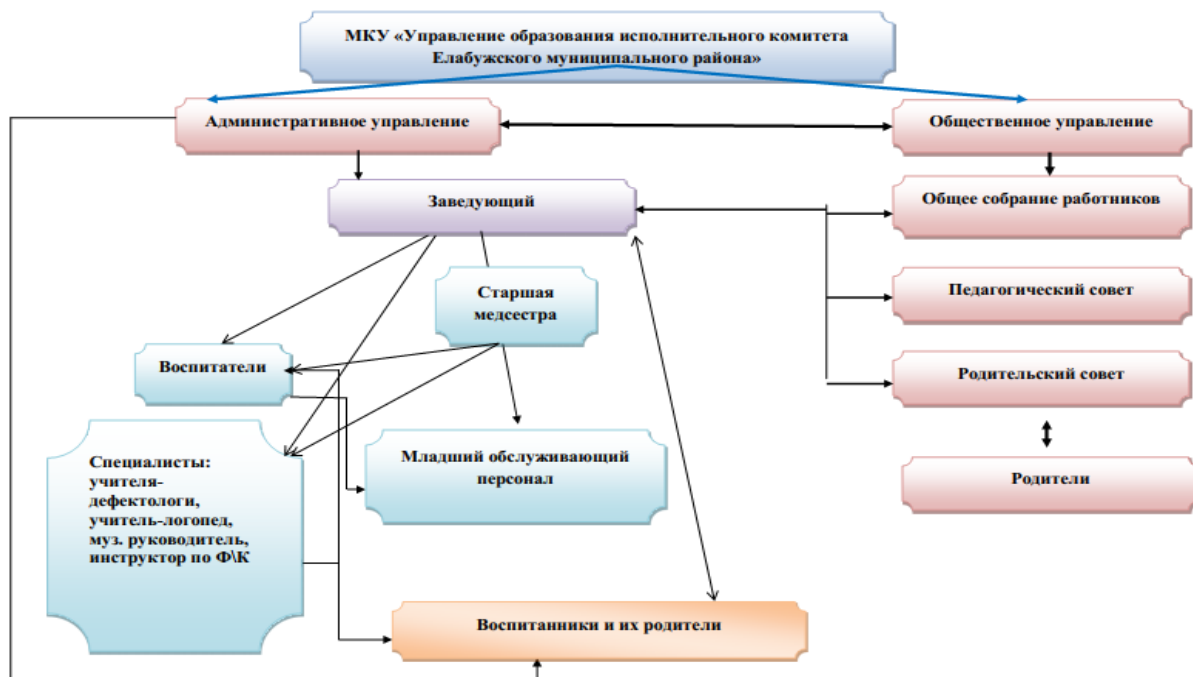 МКУ «Управление образования исполнительного комитета
Елабужского муниципального района»
Административное управление
Общественное управление
Заведующий
Общее собрание работников
Старшая
медсестра
Педагогический совет
Воспитатели
Родительский совет
Специалисты:
учителя-
дефектологи,
учитель-логопед,
муз. руководитель,
инструктор по Ф\К
Младший обслуживающий
персонал
Родители
Воспитанники и их родители